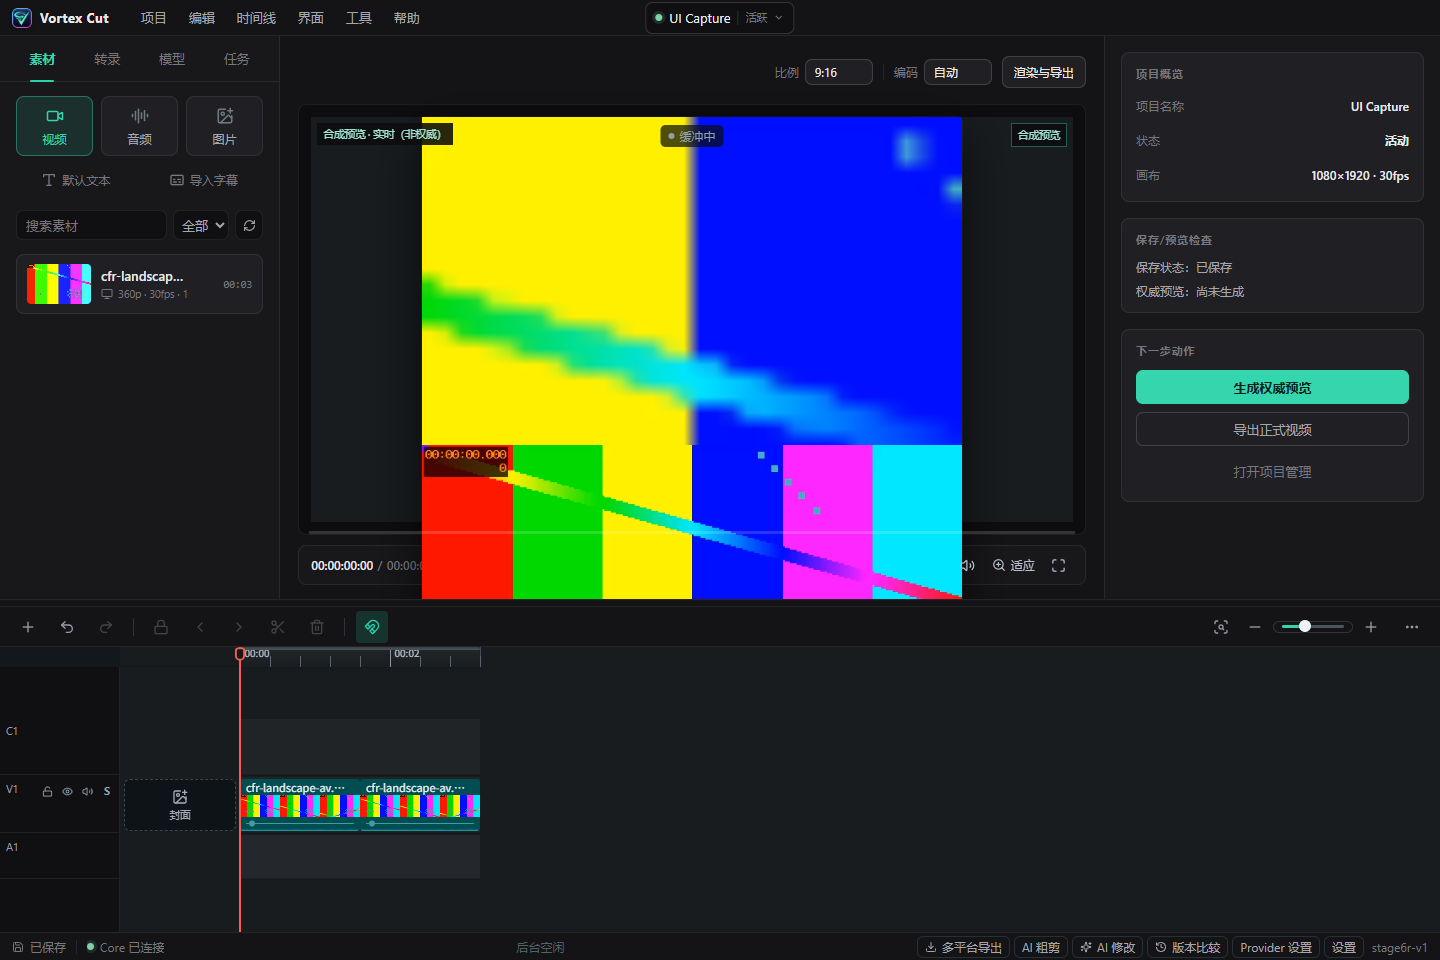 Vortex Cut 项目 编辑 时间线 界面 工具 帮助 UI Capture 活跃
素材 转录 模型 任务
视频 音频 图片
默认文本 导入字幕
搜索素材 全部
cfr-landscap... 00:03
360p · 30fps · 1
比例 9:16 编码 自动 渲染与导出
合成预览 · 实时（非权威） 缓冲中 合成预览
00:00:00.000
0
00:00:00:00 / 00:00: 适应
项目概览
项目名称 UI Capture
状态 活动
画布 1080×1920 · 30fps
保存/预览检查
保存状态：已保存
权威预览：尚未生成
下一步动作
生成权威预览
导出正式视频
打开项目管理
00:00 00:02
C1
V1 S 封面 cfr-landscape-av.… cfr-landscape-av.…
A1
已保存 Core 已连接 后台空闲 多平台导出 AI 粗剪 AI 修改 版本比较 Provider 设置 设置 stage6r-v1